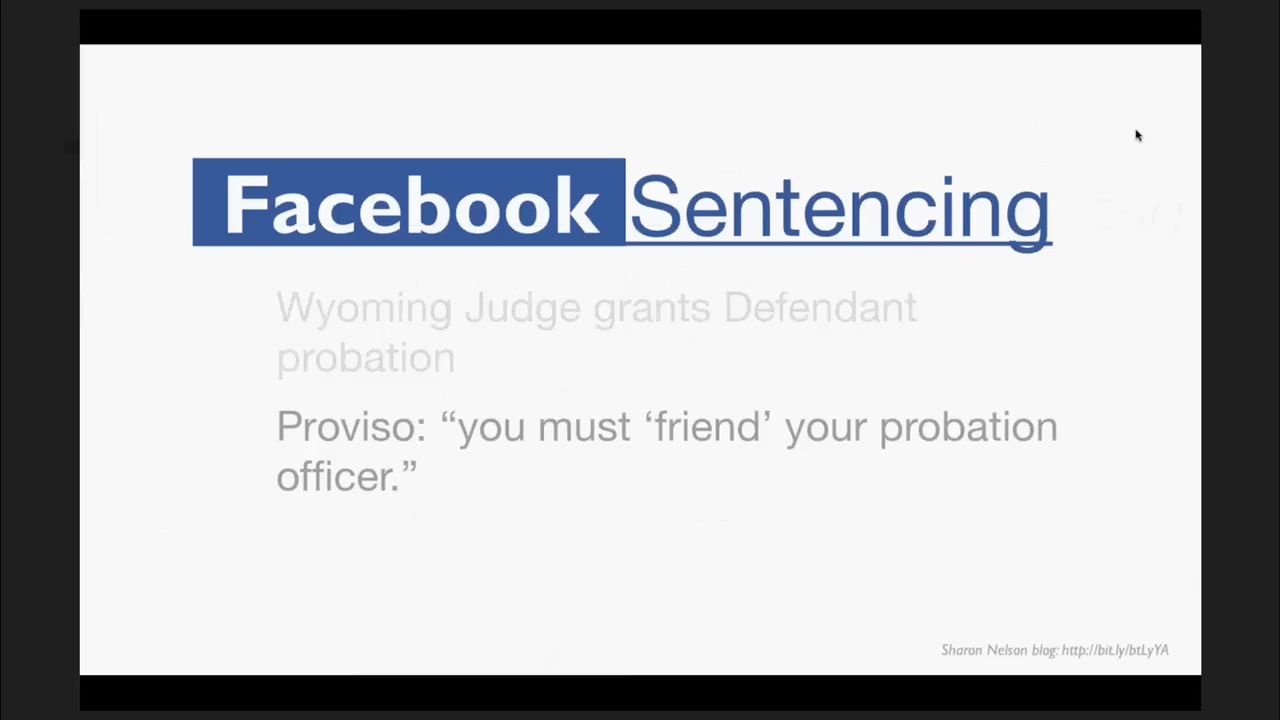 Facebook Sentencing
Wyoming Judge grants Defendant
probation
Proviso: “you must ‘friend’ your probation
officer.”
Sharon Nelson blog: http://bit.ly/btLyYA